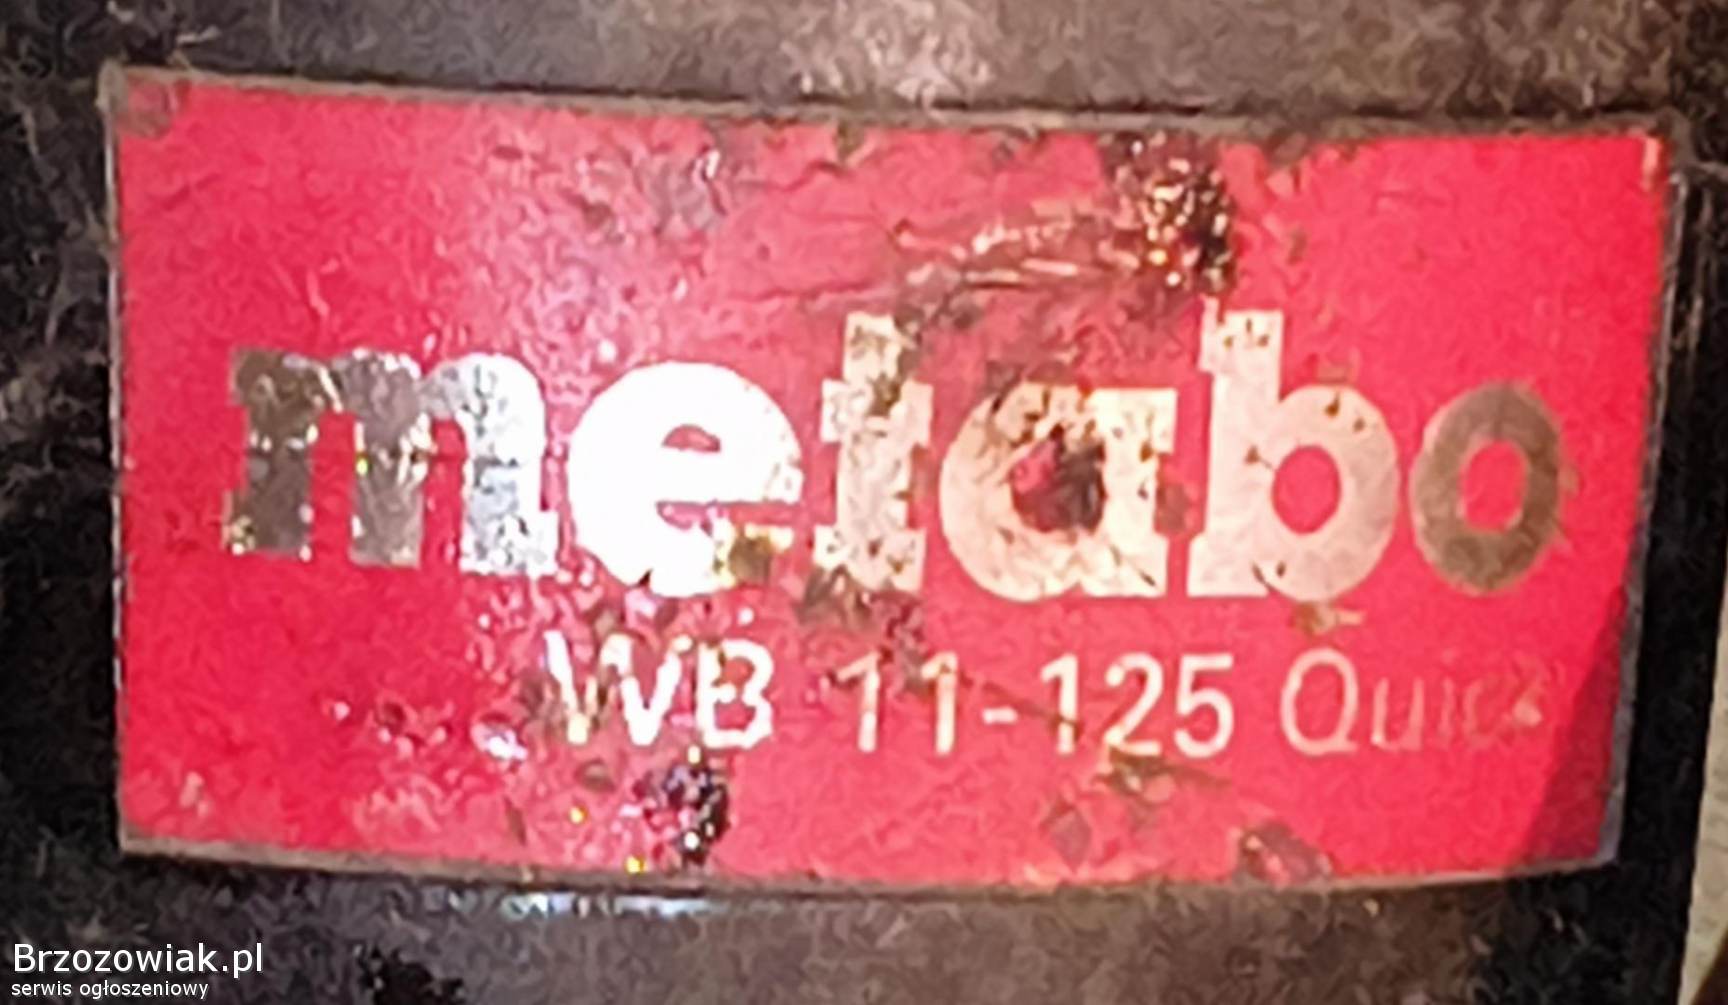 metabo
WB 11-125 Quick
Brzozowiak.pl
serwis ogłoszeniowy